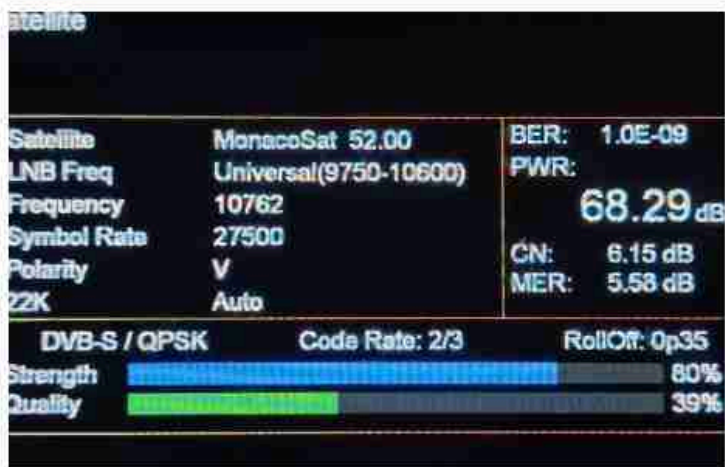 atellite
Satellite MonacoSat 52.00
LNB Freq Universal(9750-10600)
Frequency 10762
Symbol Rate 27500
Polarity V
22K Auto
BER: 1.0E-09
PWR:
68.29 dB
CN: 6.15 dB
MER: 5.58 dB
DVB-S / QPSK Code Rate: 2/3 RollOff: 0p35
Strength 80%
Quality 39%